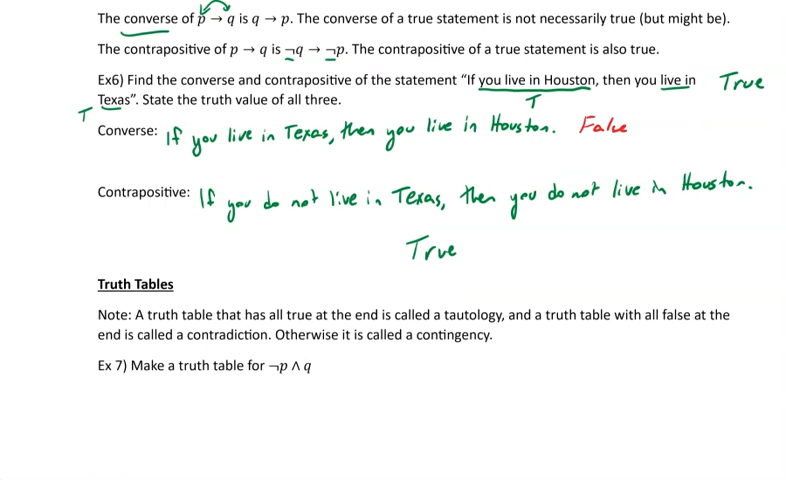 The converse of p → q is q → p. The converse of a true statement is not necessarily true (but might be).
The contrapositive of p → q is ¬q → ¬p. The contrapositive of a true statement is also true.
Ex6) Find the converse and contrapositive of the statement “If you live in Houston, then you live in True
Texas”. State the truth value of all three.
T T
Converse: If you live in Texas, then you live in Houston. False
Contrapositive: If you do not live in Texas, then you do not live in Houston.
True
Truth Tables
Note: A truth table that has all true at the end is called a tautology, and a truth table with all false at the
end is called a contradiction. Otherwise it is called a contingency.
Ex 7) Make a truth table for ¬p ∧ q